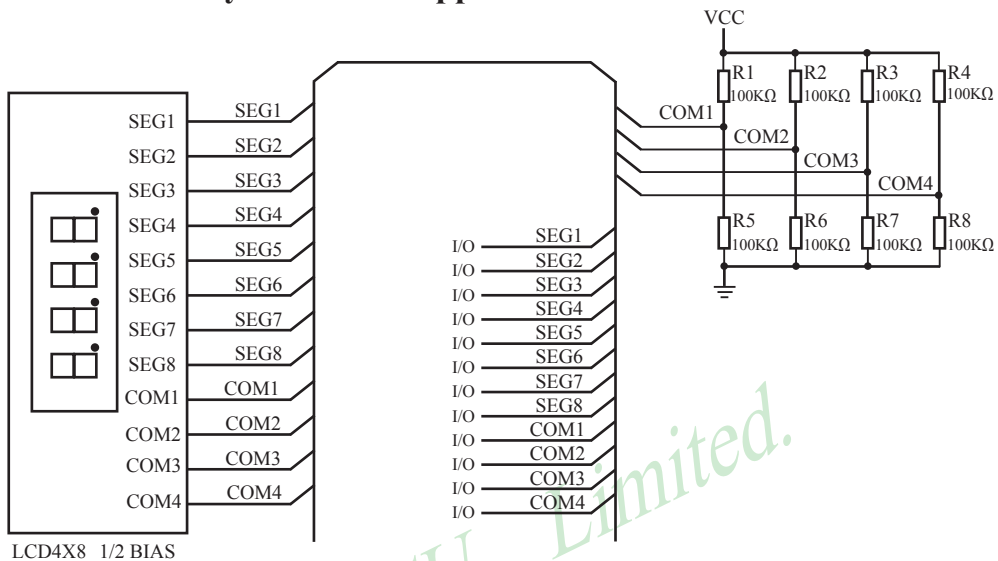 VCC
R1
100KΩ
R2
100KΩ
R3
100KΩ
R4
100KΩ
COM1
COM2
COM3
COM4
R5
100KΩ
R6
100KΩ
R7
100KΩ
R8
100KΩ
SEG1 SEG1
SEG2 SEG2
SEG3 SEG3
SEG4 SEG4
SEG5 SEG5
SEG6 SEG6
SEG7 SEG7
SEG8 SEG8
COM1 COM1
COM2 COM2
COM3 COM3
COM4 COM4
I/O SEG1
I/O SEG2
I/O SEG3
I/O SEG4
I/O SEG5
I/O SEG6
I/O SEG7
I/O SEG8
I/O COM1
I/O COM2
I/O COM3
I/O COM4
Limited.
LCD4X8 1/2 BIAS